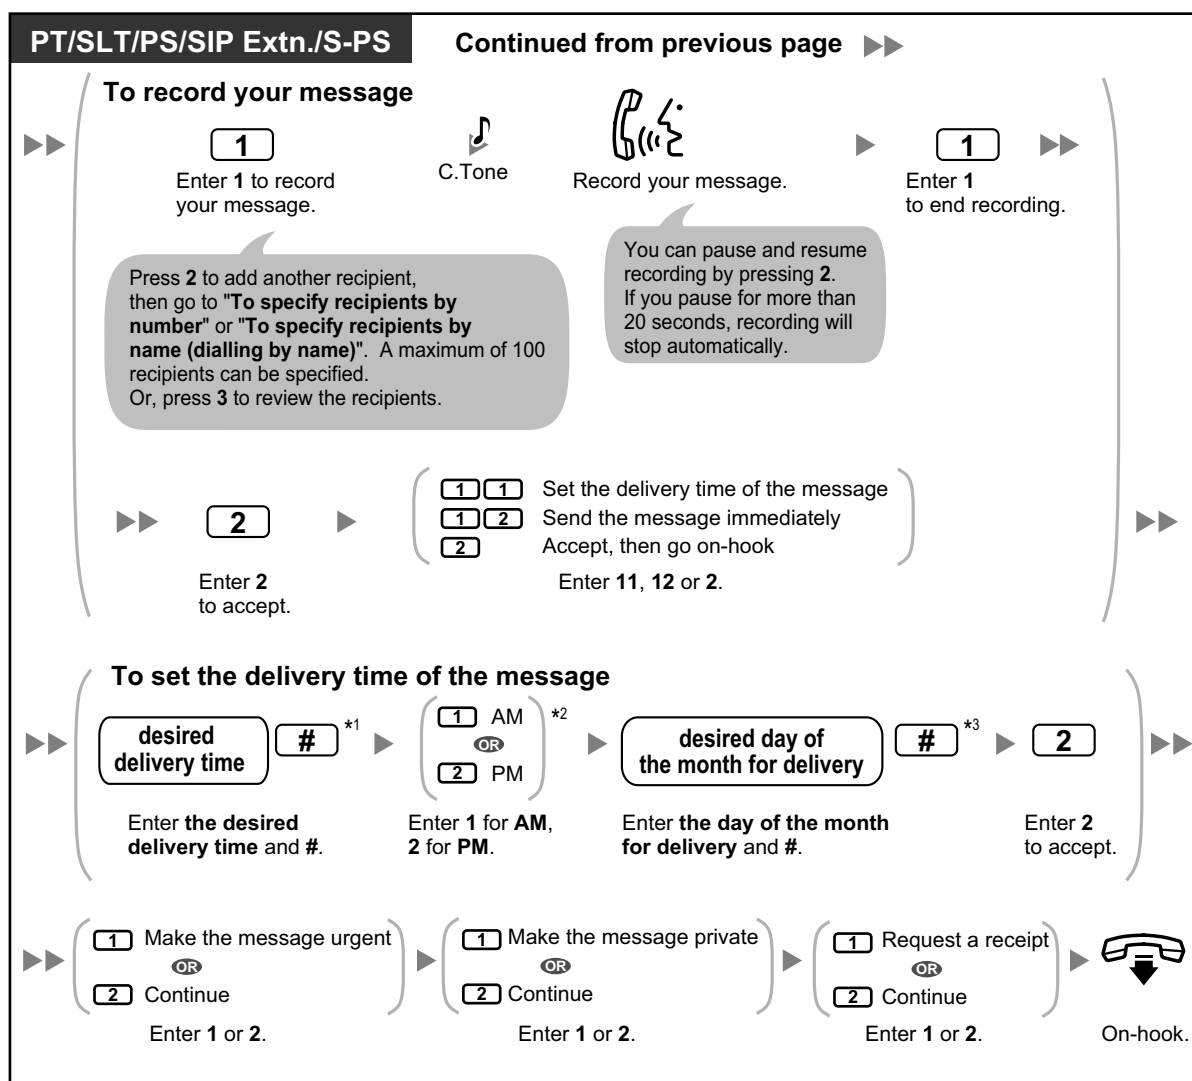 PT/SLT/PS/SIP Extn./S-PS
Continued from previous page
To record your message
1
Enter 1 to record
your message.
C.Tone
Record your message.
1
Enter 1
to end recording.
Press 2 to add another recipient,
then go to "To specify recipients by
number" or "To specify recipients by
name (dialling by name)". A maximum of 100
recipients can be specified.
Or, press 3 to review the recipients.
You can pause and resume
recording by pressing 2.
If you pause for more than
20 seconds, recording will
stop automatically.
2
Enter 2
to accept.
1 1 Set the delivery time of the message
1 2 Send the message immediately
2 Accept, then go on-hook
Enter 11, 12 or 2.
To set the delivery time of the message
desired
delivery time
# *1
Enter the desired
delivery time and #.
1 AM *2
OR
2 PM
Enter 1 for AM,
2 for PM.
desired day of
the month for delivery
# *3
Enter the day of the month
for delivery and #.
2
Enter 2
to accept.
1 Make the message urgent
OR
2 Continue
Enter 1 or 2.
1 Make the message private
OR
2 Continue
Enter 1 or 2.
1 Request a receipt
OR
2 Continue
Enter 1 or 2.
On-hook.